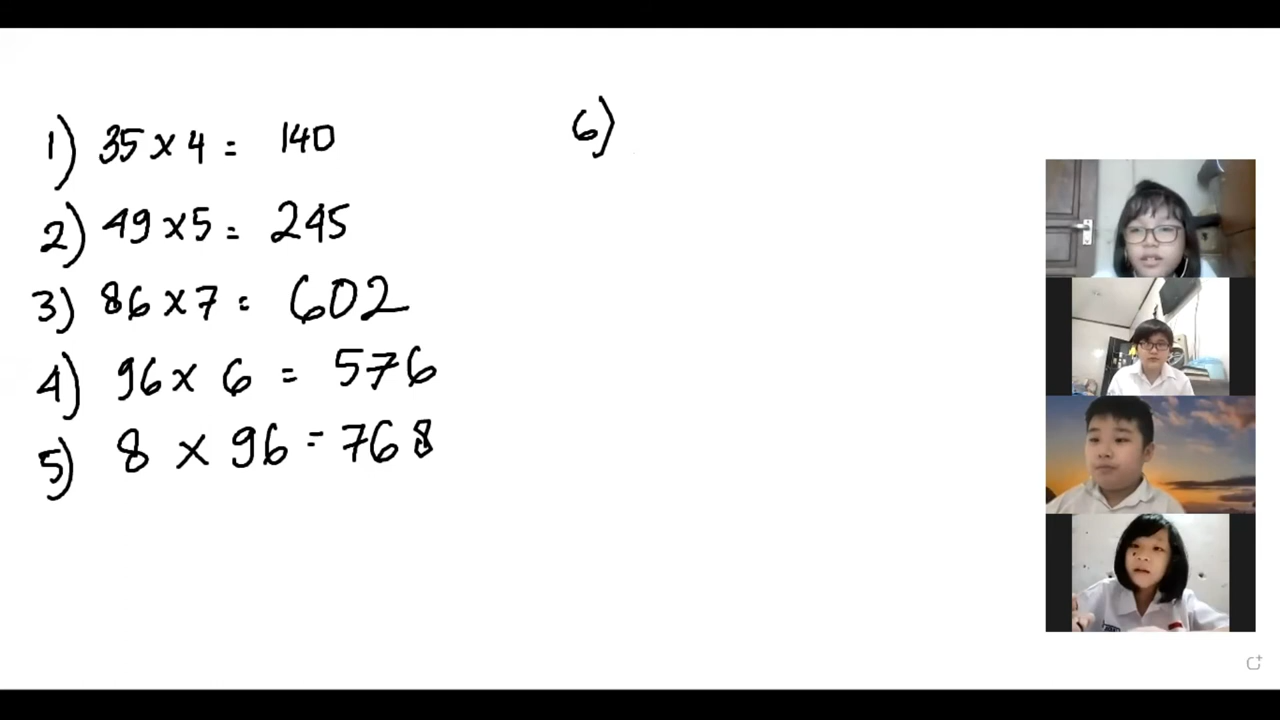 1) 35 x 4 = 140
2) 49 x 5 = 245
3) 86 x 7 = 602
4) 96 x 6 = 576
5) 8 x 96 = 768
6)